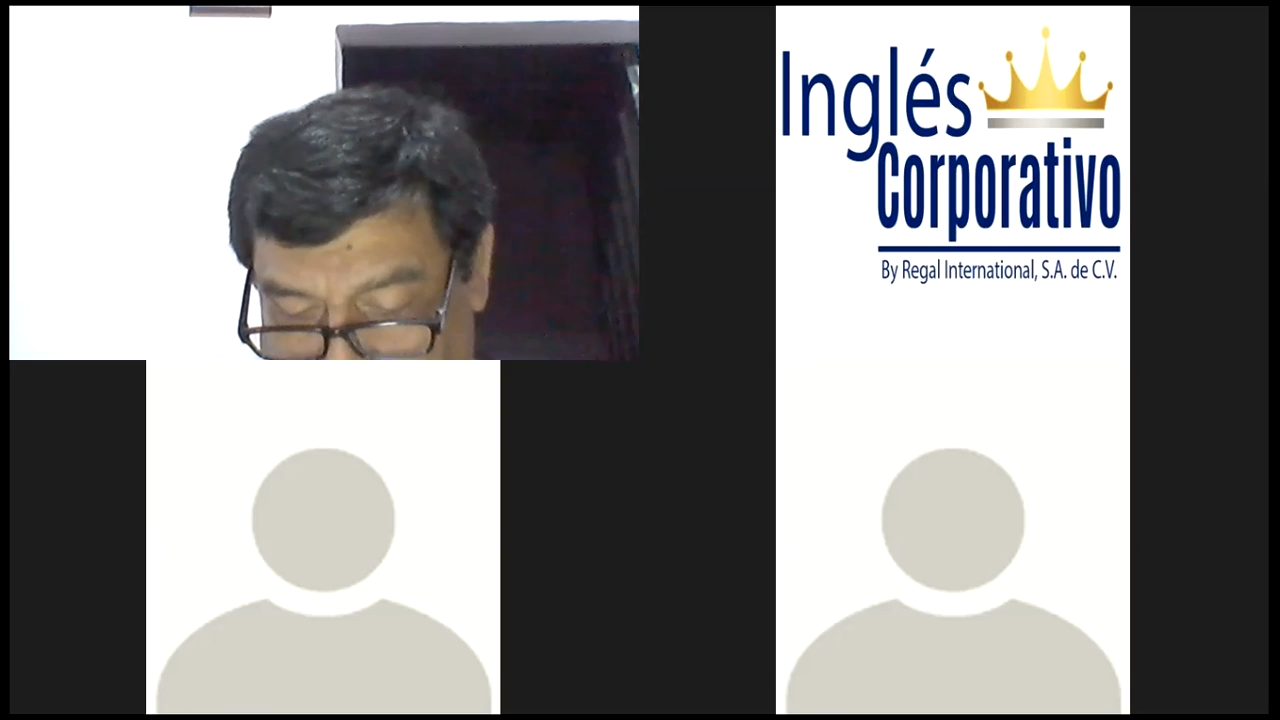 Inglés
Corporativo
By Regal International, S.A. de C.V.